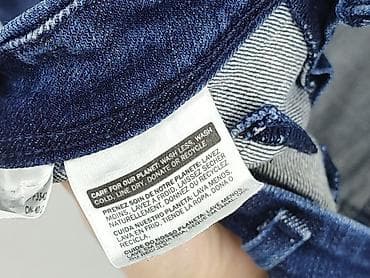 CARE FOR OUR PLANET: WASH LESS, WASH
COLD, LINE DRY, DONATE OR RECYCLE
PRENEZ SOIN DE NOTRE PLANETE: LAVEZ
MOINS, LAVEZ A FROID, LAISSEZ SÉCHER
NATURELLEMENT, DONNEZ OU RECYCLEZ
CUIDA NUESTRO PLANETA: LAVA MENOS,
LAVA EN FRIO, TIENDE LA ROPA, DONA O
RECICLA.
CUIDE DO NOSSO PLANETA: LAVE MENOS,